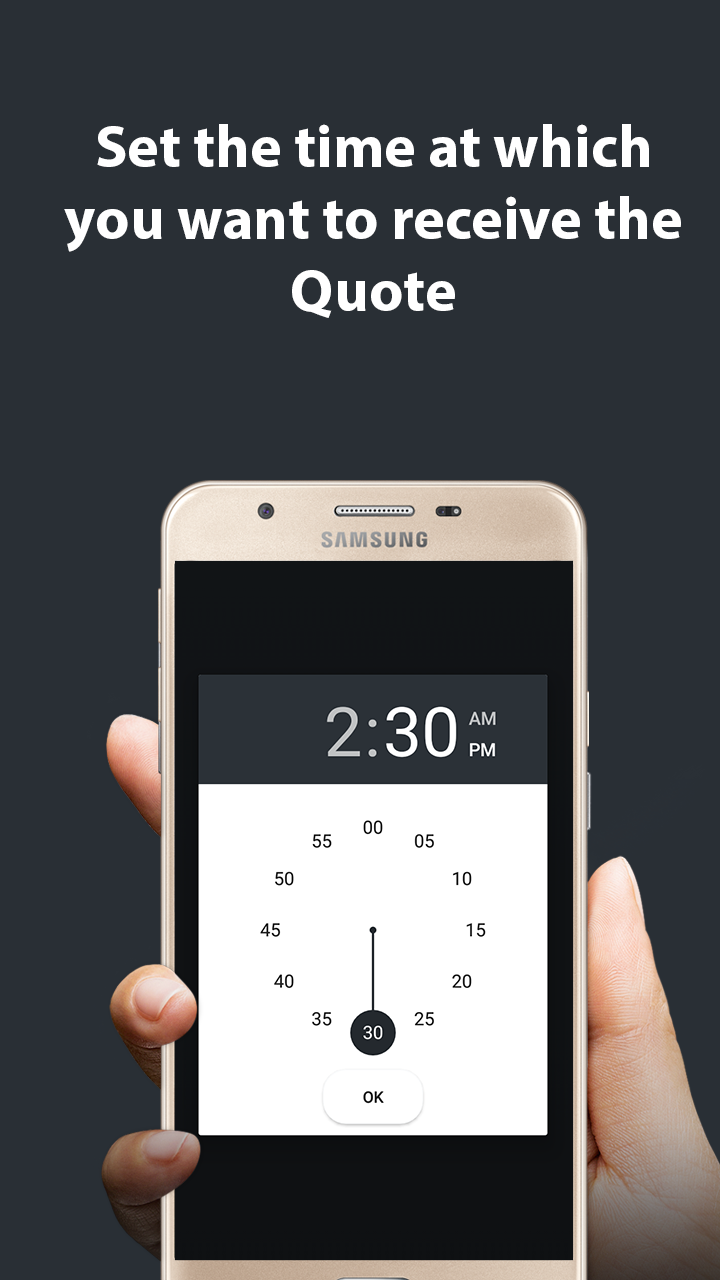 Set the time at which
you want to receive the
Quote
SAMSUNG
2:30
AM
PM
00
55 05
50 10
45 15
40 20
35 25
30
OK